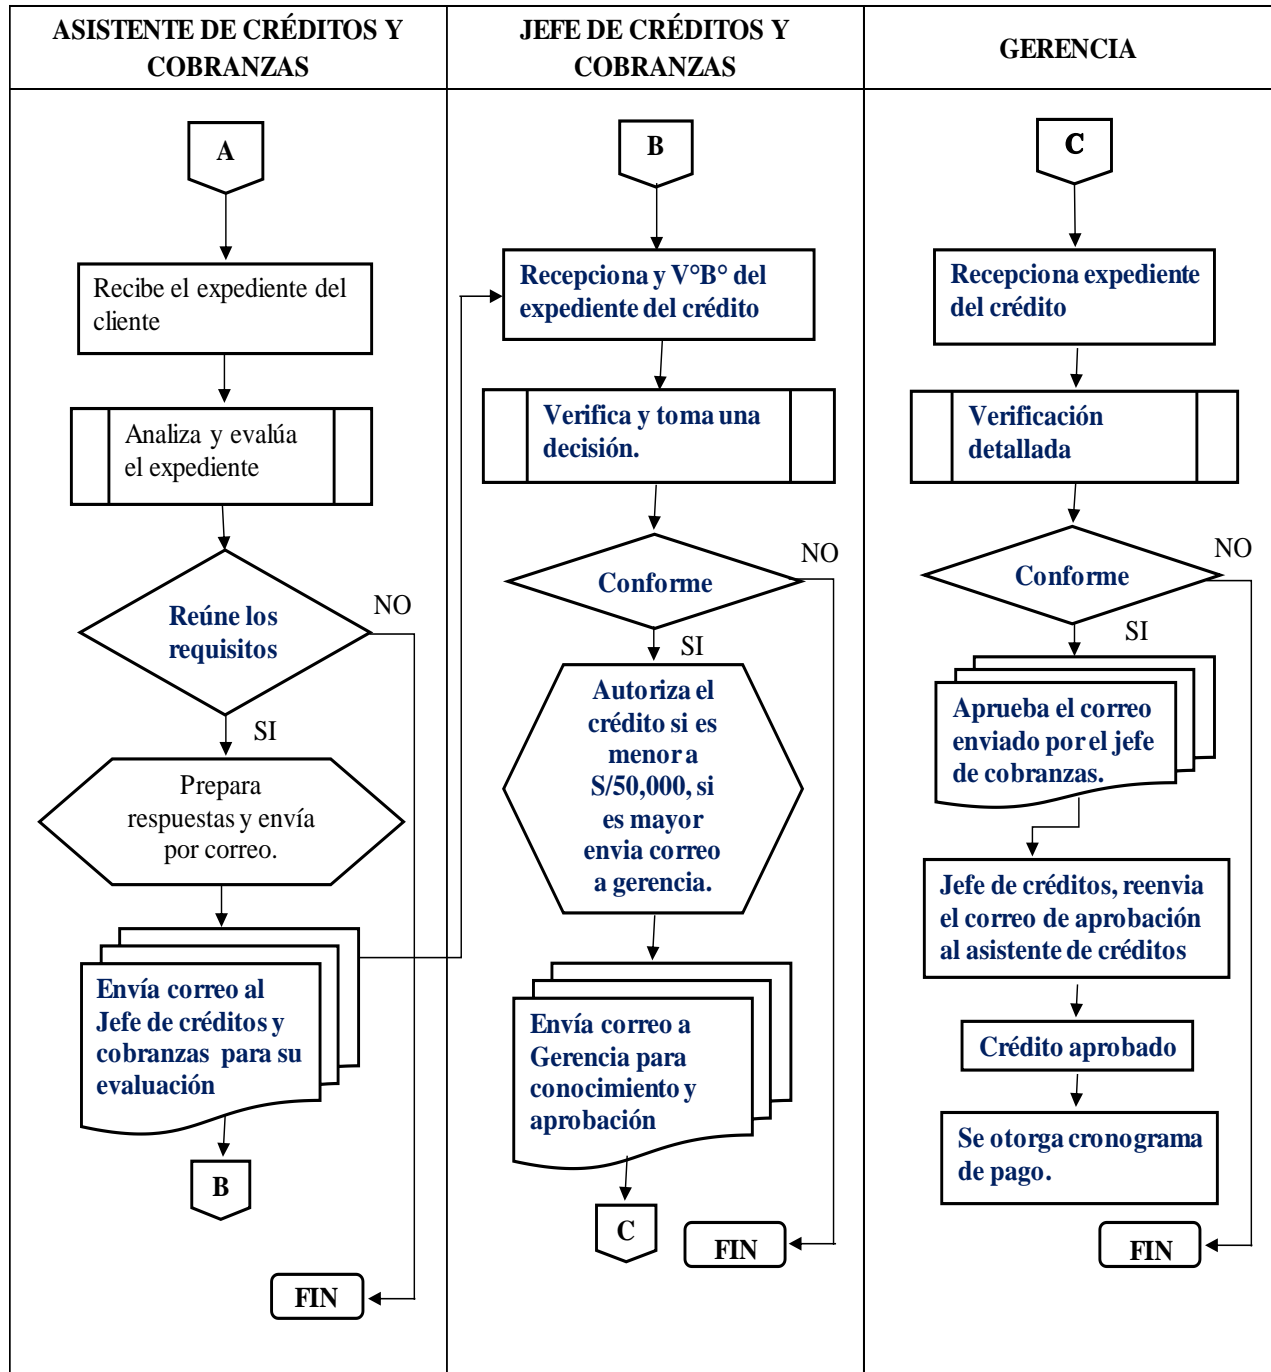 ASISTENTE DE CRÉDITOS Y
COBRANZAS
JEFE DE CRÉDITOS Y
COBRANZAS
GERENCIA
A
Recibe el expediente del
cliente
Analiza y evalúa
el expediente
Reúne los
requisitos
NO
SI
Prepara
respuestas y envía
por correo.
Envía correo al
Jefe de créditos y
cobranzas para su
evaluación
B
FIN
B
Recepciona y V°B° del
expediente del crédito
Verifica y toma una
decisión.
Conforme
NO
SI
Autoriza el
crédito si es
menor a
S/50,000, si
es mayor
envia correo
a gerencia.
Envía correo a
Gerencia para
conocimiento y
aprobación
C
FIN
C
Recepciona expediente
del crédito
Verificación
detallada
Conforme
NO
SI
Aprueba el correo
enviado por el jefe
de cobranzas.
Jefe de créditos, reenvia
el correo de aprobación
al asistente de créditos
Crédito aprobado
Se otorga cronograma
de pago.
FIN